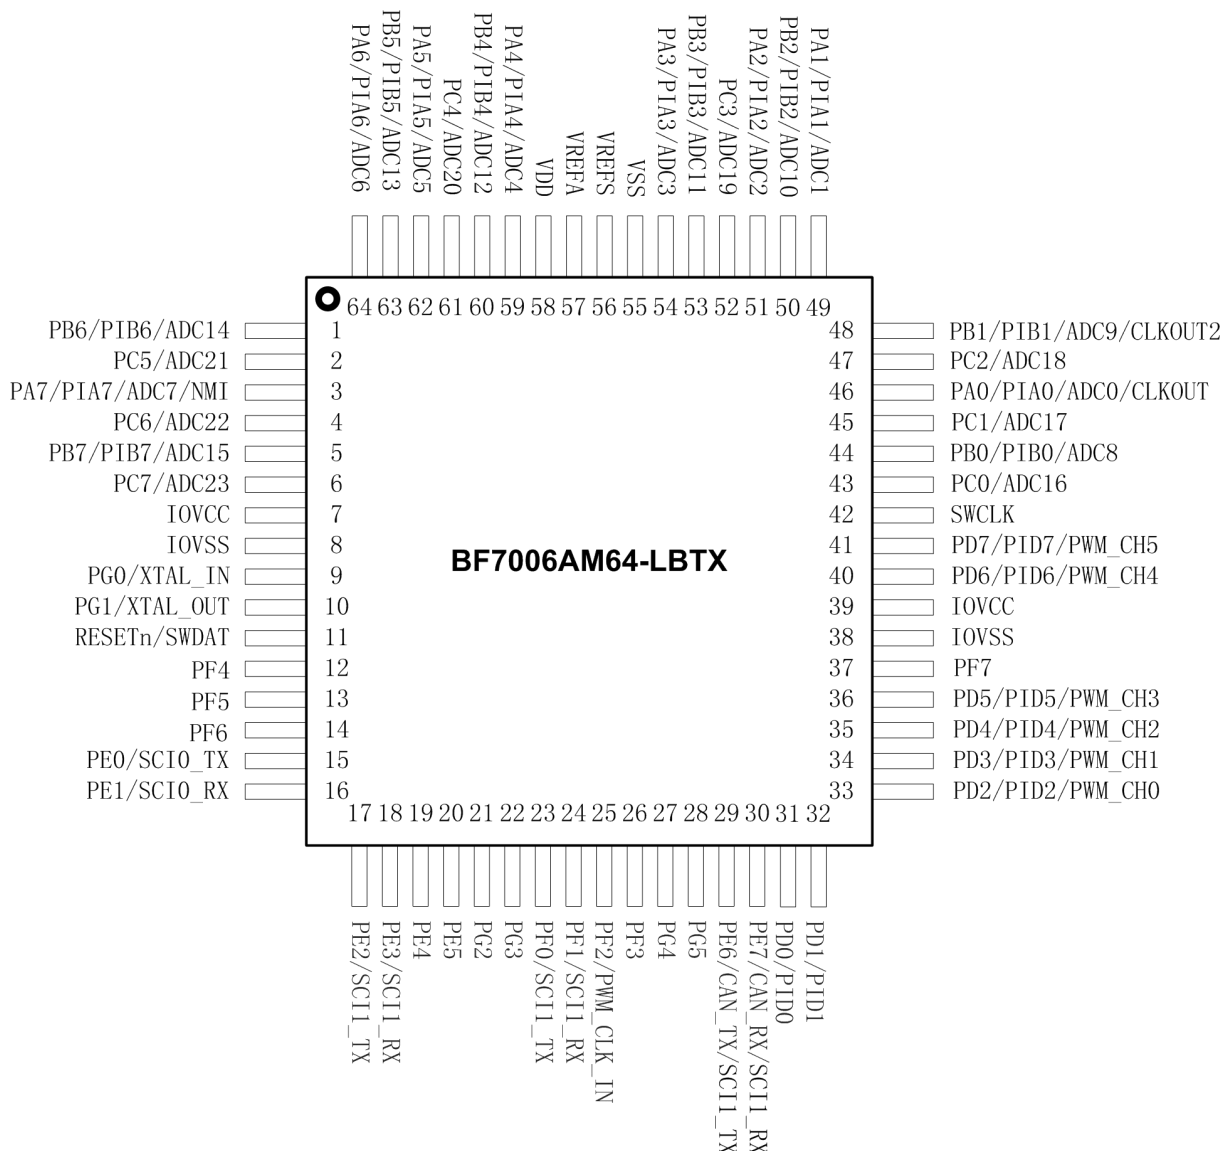 PA6/PIA6/ADC6
PB5/PIB5/ADC13
PA5/PIA5/ADC5
PC4/ADC20
PB4/PIB4/ADC12
PA4/PIA4/ADC4
VDD
VREFA
VREFS
VSS
PA3/PIA3/ADC3
PB3/PIB3/ADC11
PC3/ADC19
PA2/PIA2/ADC2
PB2/PIB2/ADC10
PA1/PIA1/ADC1
64 63 62 61 60 59 58 57 56 55 54 53 52 51 50 49
PB6/PIB6/ADC14 1
PC5/ADC21 2
PA7/PIA7/ADC7/NMI 3
PC6/ADC22 4
PB7/PIB7/ADC15 5
PC7/ADC23 6
IOVCC 7
IOVSS 8
PG0/XTAL_IN 9
PG1/XTAL_OUT 10
RESETn/SWDAT 11
PF4 12
PF5 13
PF6 14
PE0/SCI0_TX 15
PE1/SCI0_RX 16
BF7006AM64-LBTX
48 PB1/PIB1/ADC9/CLKOUT2
47 PC2/ADC18
46 PA0/PIA0/ADC0/CLKOUT
45 PC1/ADC17
44 PB0/PIB0/ADC8
43 PC0/ADC16
42 SWCLK
41 PD7/PID7/PWM_CH5
40 PD6/PID6/PWM_CH4
39 IOVCC
38 IOVSS
37 PF7
36 PD5/PID5/PWM_CH3
35 PD4/PID4/PWM_CH2
34 PD3/PID3/PWM_CH1
33 PD2/PID2/PWM_CH0
17 18 19 20 21 22 23 24 25 26 27 28 29 30 31 32
PE2/SCI1_TX
PE3/SCI1_RX
PE4
PE5
PG2
PG3
PF0/SCI1_TX
PF1/SCI1_RX
PF2/PWM_CLK_IN
PF3
PG4
PG5
PE6/CAN_TX/SCI1_TX
PE7/CAN_RX/SCI1_RX
PD0/PID0
PD1/PID1